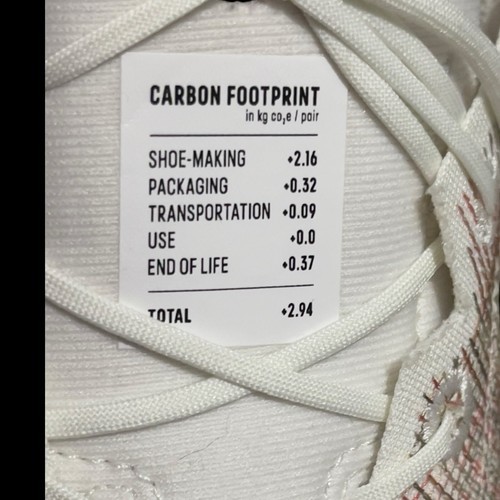 CARBON FOOTPRINT
in kg co₂e / pair
SHOE-MAKING +2.16
PACKAGING +0.32
TRANSPORTATION +0.09
USE +0.0
END OF LIFE +0.37
TOTAL +2.94